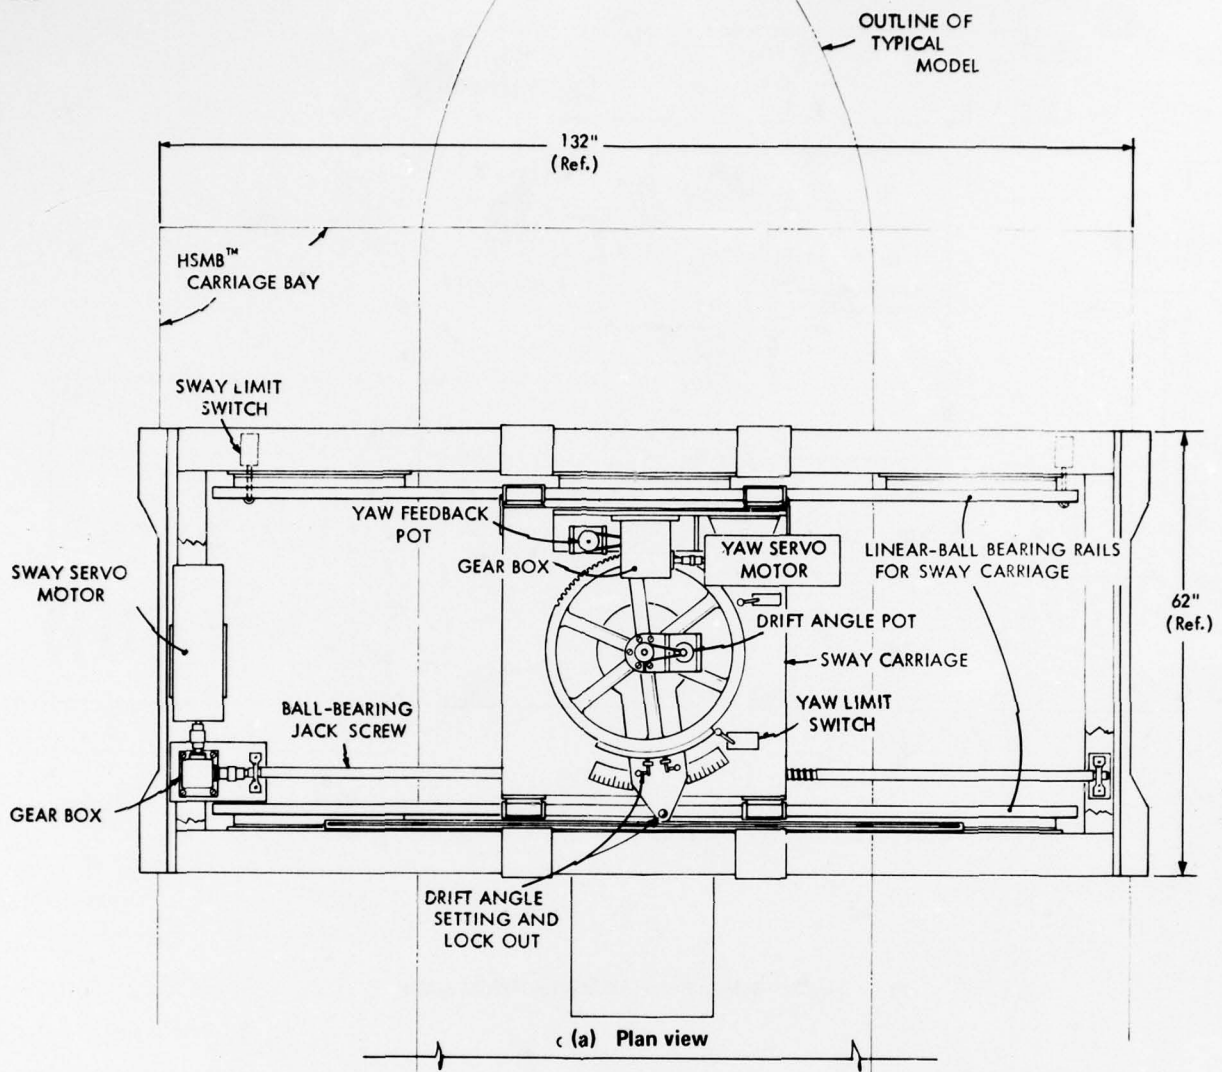 OUTLINE OF
TYPICAL
MODEL
132"
(Ref.)
HSMB™
CARRIAGE BAY
SWAY LIMIT
SWITCH
YAW FEEDBACK
POT
GEAR BOX
YAW SERVO
MOTOR
LINEAR-BALL BEARING RAILS
FOR SWAY CARRIAGE
SWAY SERVO
MOTOR
62"
(Ref.)
DRIFT ANGLE POT
SWAY CARRIAGE
BALL-BEARING
JACK SCREW
YAW LIMIT
SWITCH
GEAR BOX
DRIFT ANGLE
SETTING AND
LOCK OUT
(a) Plan view